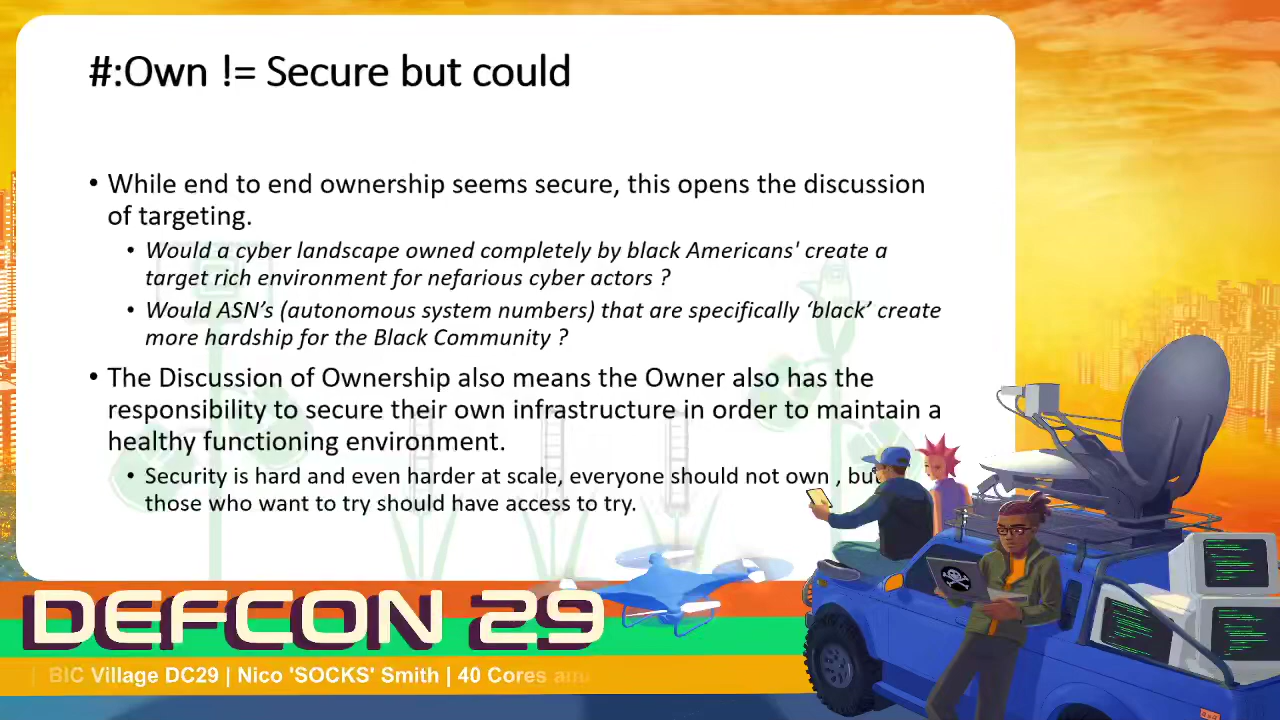 #:Own != Secure but could
• While end to end ownership seems secure, this opens the discussion
of targeting.
• Would a cyber landscape owned completely by black Americans' create a
target rich environment for nefarious cyber actors ?
• Would ASN’s (autonomous system numbers) that are specifically ‘black’ create
more hardship for the Black Community ?
• The Discussion of Ownership also means the Owner also has the
responsibility to secure their own infrastructure in order to maintain a
healthy functioning environment.
• Security is hard and even harder at scale, everyone should not own , but
those who want to try should have access to try.
DEFCON 29
| BIC Village DC29 | Nico 'SOCKS' Smith | 40 Cores